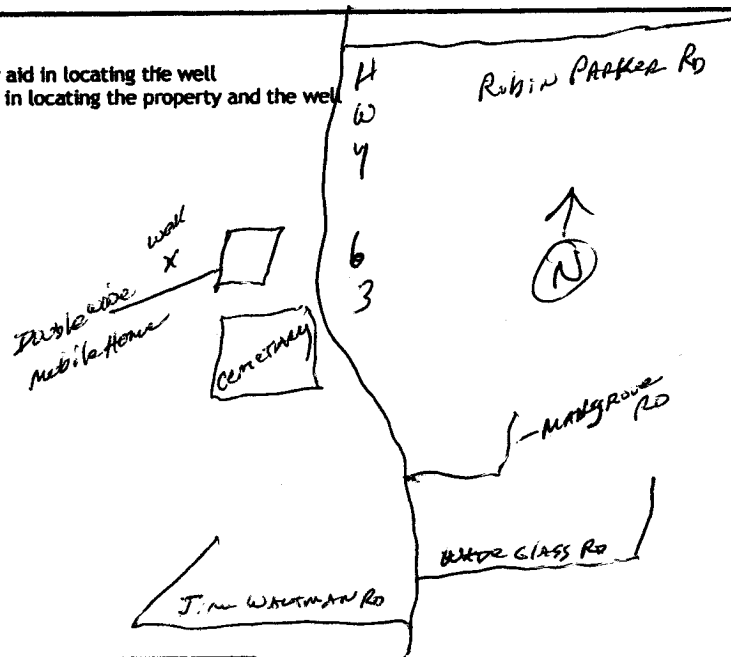 aid in locating the well
in locating the property and the well
H
W
Y
6
3
Robin Parker Rd
N
well
X
Doublewide
Mobile Home
cemetary
Mangrove
RD
Glass Rd
Jim Waltman Rd